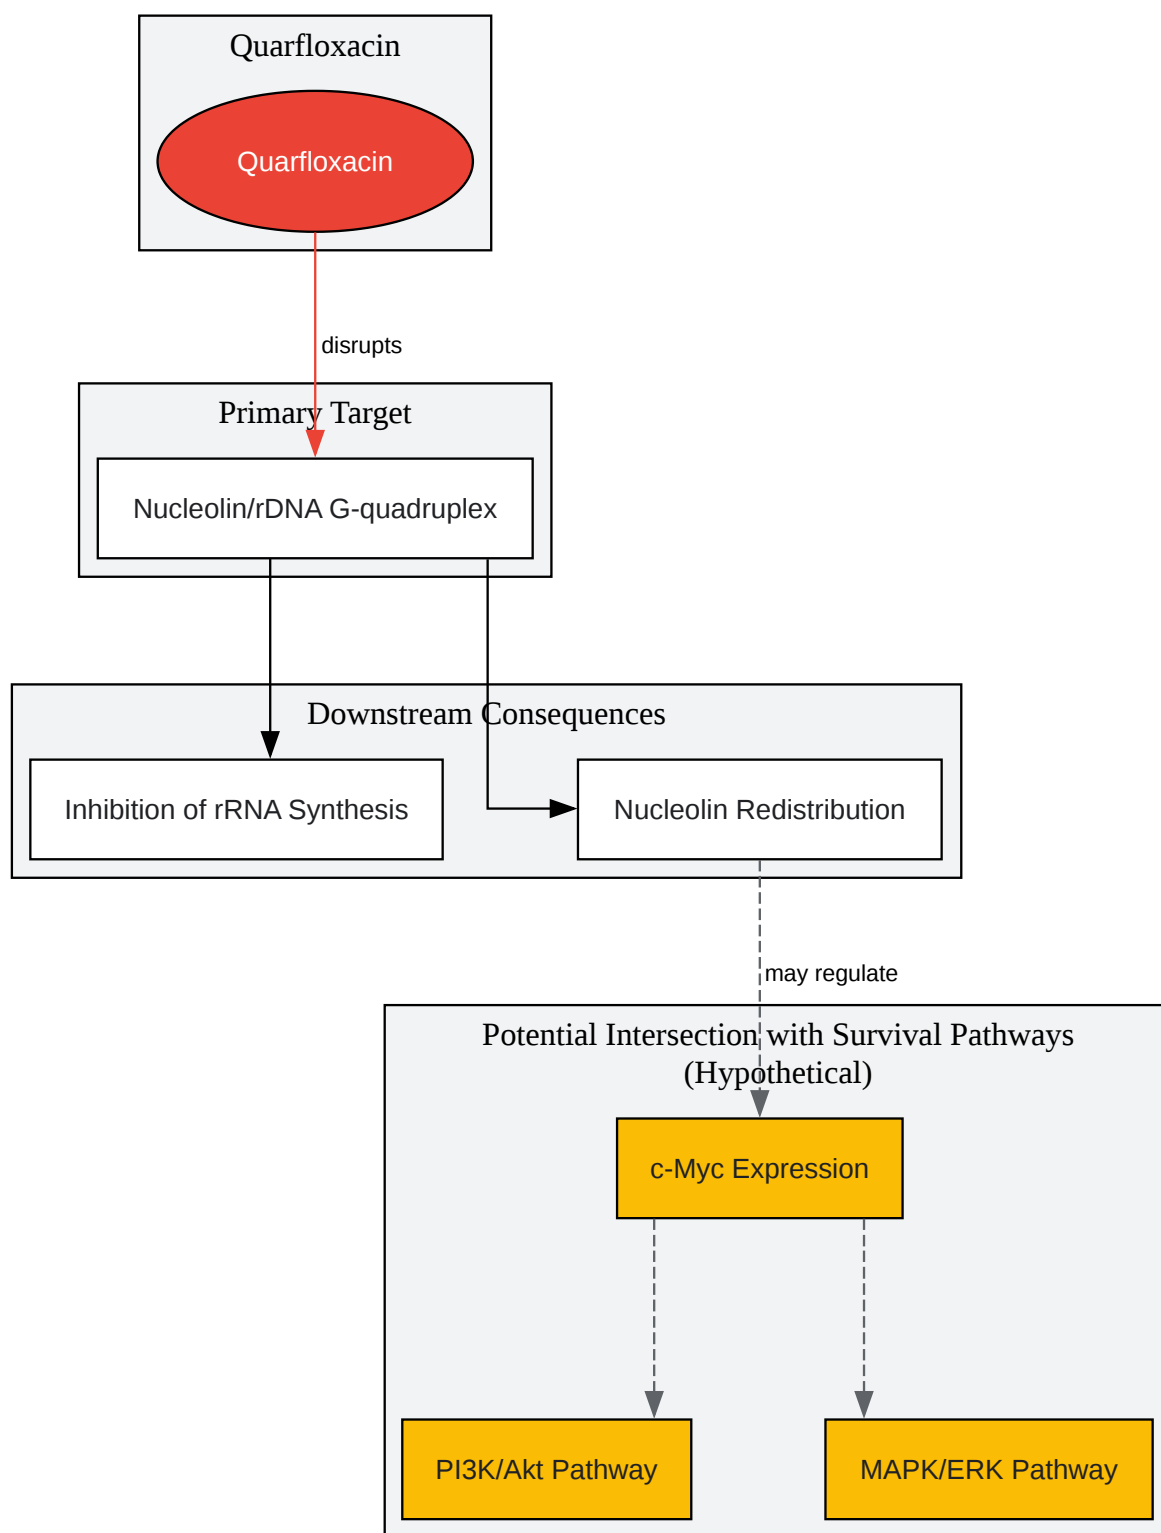 Quarfloxacin
Quarfloxacin
disrupts
Primary Target
Nucleolin/rDNA G-quadruplex
Downstream Consequences
Inhibition of rRNA Synthesis
Nucleolin Redistribution
may regulate
Potential Intersection with Survival Pathways
(Hypothetical)
c-Myc Expression
PI3K/Akt Pathway
MAPK/ERK Pathway